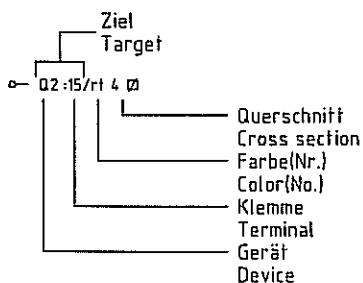 Ziel
Target
Q2:15/rt 4 ⌀
Querschnitt
Cross section
Farbe(Nr.)
Color(No.)
Klemme
Terminal
Gerät
Device